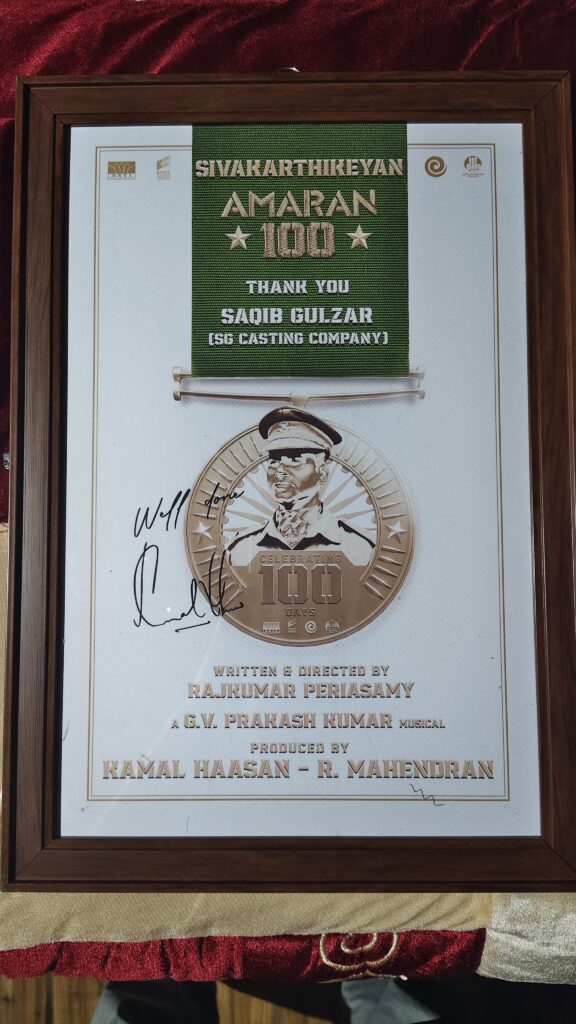 SIVAKARTHIKEYAN
AMARAN
100
THANK YOU
SAQIB GULZAR
(SG CASTING COMPANY)
Well done
CELEBRATING
100
DAYS
WRITTEN & DIRECTED BY
RAJKUMAR PERIASAMY
A G.V. PRAKASH KUMAR MUSICAL
PRODUCED BY
KAMAL HAASAN - R. MAHENDRAN